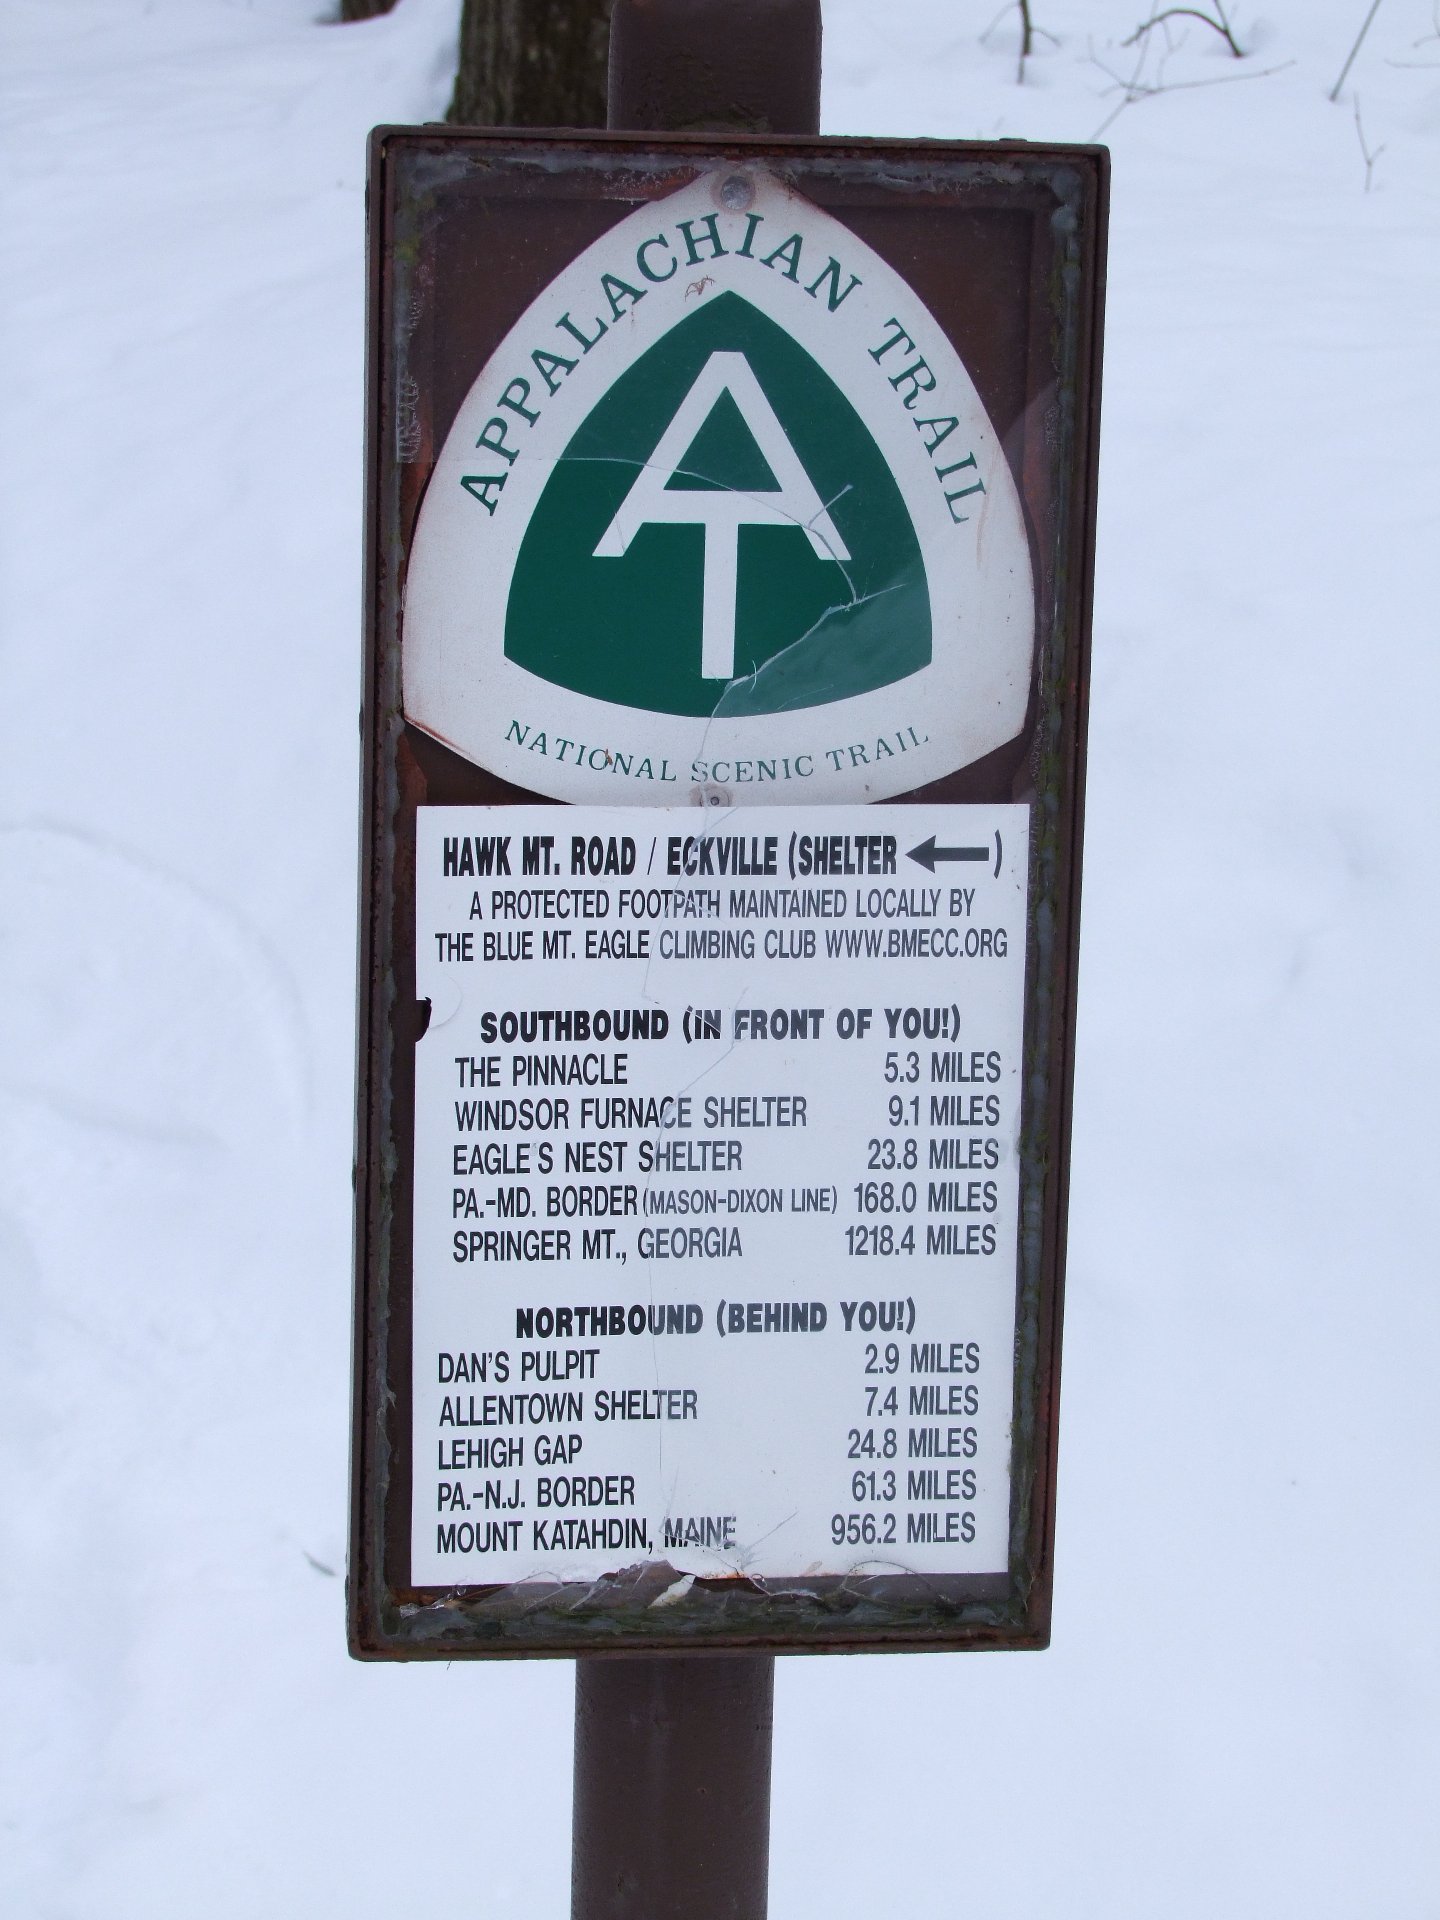 APPALACHIAN TRAIL
AT
NATIONAL SCENIC TRAIL
HAWK MT. ROAD / ECKVILLE (SHELTER ←)
A PROTECTED FOOTPATH MAINTAINED LOCALLY BY
THE BLUE MT. EAGLE CLIMBING CLUB WWW.BMECC.ORG
SOUTHBOUND (IN FRONT OF YOU!)
THE PINNACLE 5.3 MILES
WINDSOR FURNACE SHELTER 9.1 MILES
EAGLE'S NEST SHELTER 23.8 MILES
PA.-MD. BORDER (MASON-DIXON LINE) 168.0 MILES
SPRINGER MT., GEORGIA 1218.4 MILES
NORTHBOUND (BEHIND YOU!)
DAN'S PULPIT 2.9 MILES
ALLENTOWN SHELTER 7.4 MILES
LEHIGH GAP 24.8 MILES
PA.-N.J. BORDER 61.3 MILES
MOUNT KATAHDIN, MAINE 956.2 MILES